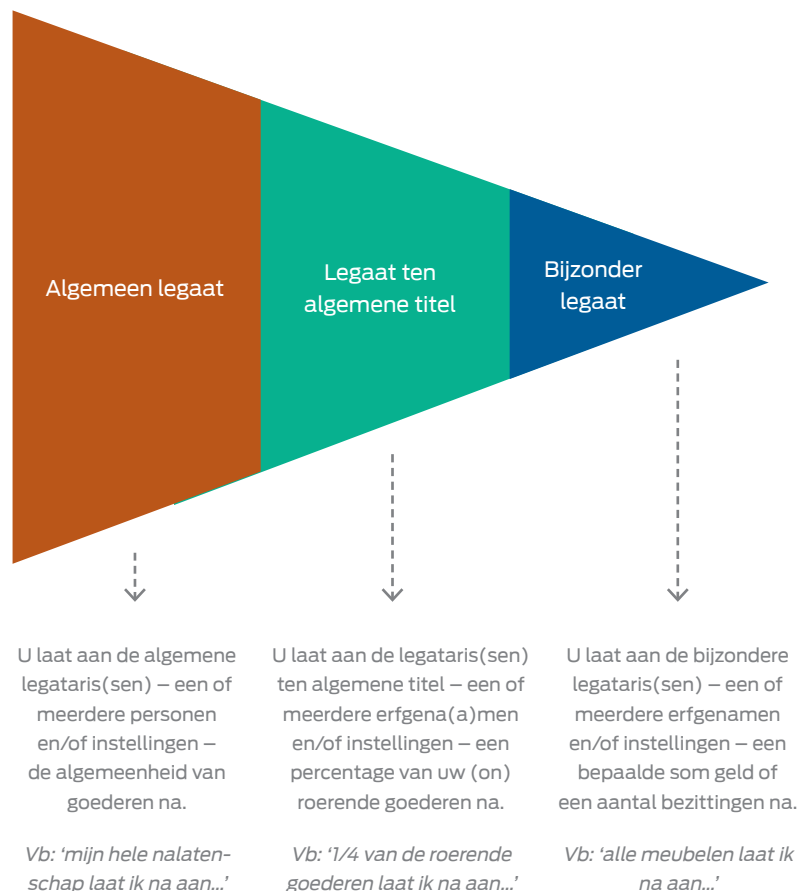 Algemeen legaat
Legaat ten
algemene titel
Bijzonder
legaat
U laat aan de algemene
legataris(sen) – een of
meerdere personen
en/of instellingen –
de algemeenheid van
goederen na.
Vb: ‘mijn hele nalaten-
schap laat ik na aan...’
U laat aan de legataris(sen)
ten algemene titel – een of
meerdere erfgena(a)men
en/of instellingen – een
percentage van uw (on)
roerende goederen na.
Vb: ‘1/4 van de roerende
goederen laat ik na aan...’
U laat aan de bijzondere
legataris(sen) – een of
meerdere erfgenamen
en/of instellingen – een
bepaalde som geld of
een aantal bezittingen na.
Vb: ‘alle meubelen laat ik
na aan...’